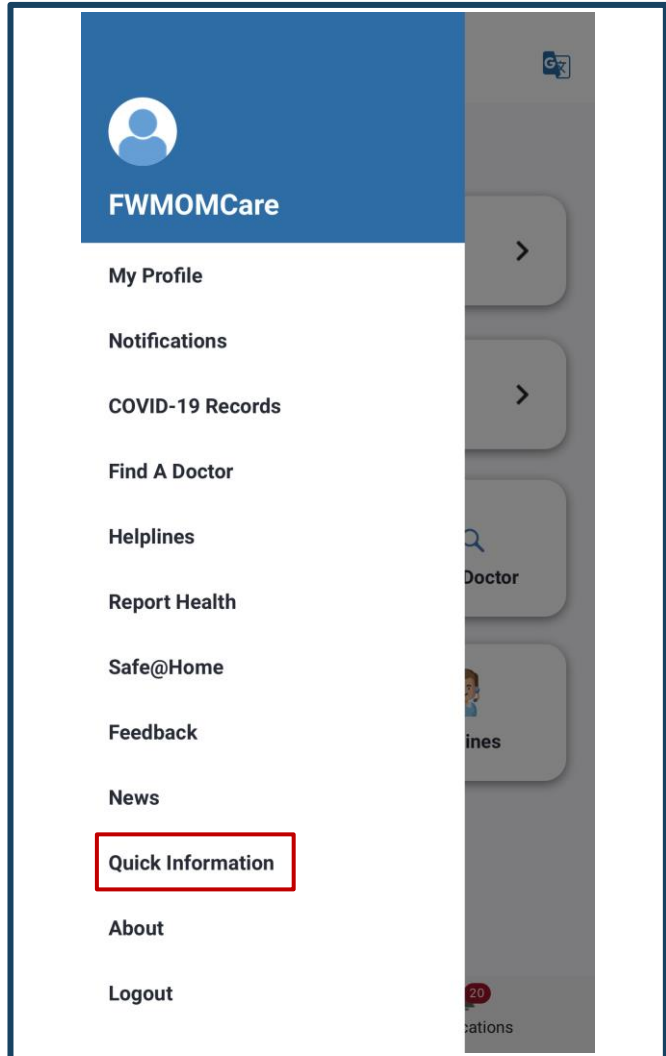 FWMOMCare
My Profile
Notifications
COVID-19 Records
Find A Doctor
Doctor
Helplines
Report Health
Safe@Home
Feedback
ines
News
Quick Information
About
Logout
20
cations